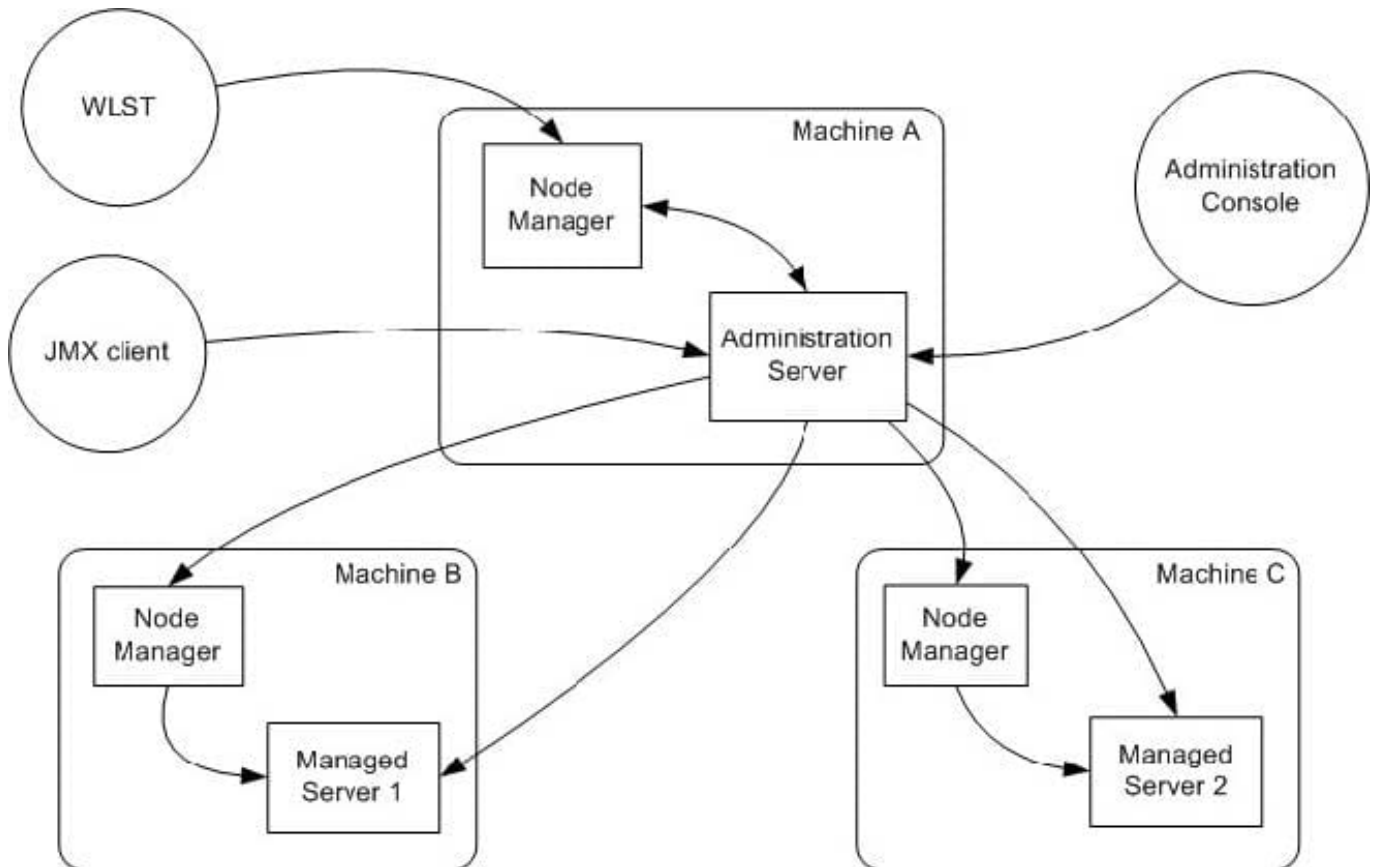 WLST
Machine A
Node
Manager
Administration
Console
Administration
Server
JMX client
Machine B
Node
Manager
Managed
Server 1
Machine C
Node
Manager
Managed
Server 2